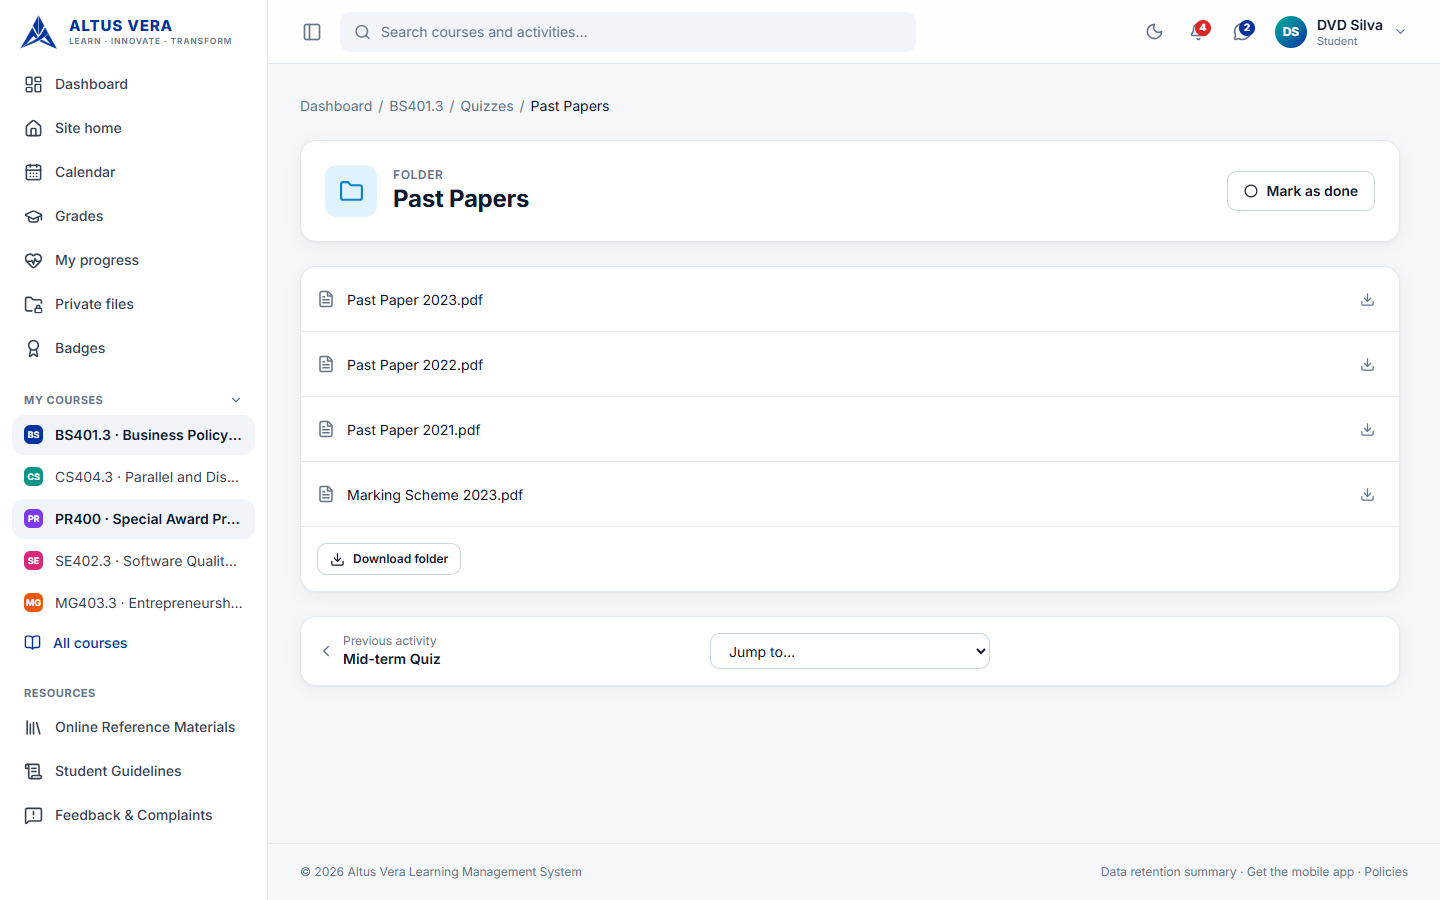 ALTUS VERA
LEARN · INNOVATE · TRANSFORM
Dashboard
Site home
Calendar
Grades
My progress
Private files
Badges
MY COURSES
BS BS401.3 · Business Policy...
CS CS404.3 · Parallel and Dis...
PR PR400 · Special Award Pr...
SE SE402.3 · Software Qualit...
MG MG403.3 · Entrepreneursh...
All courses
RESOURCES
Online Reference Materials
Student Guidelines
Feedback & Complaints
Search courses and activities...
4
2
DS
DVD Silva
Student
Dashboard / BS401.3 / Quizzes / Past Papers
FOLDER
Past Papers
Mark as done
Past Paper 2023.pdf
Past Paper 2022.pdf
Past Paper 2021.pdf
Marking Scheme 2023.pdf
Download folder
Previous activity
Mid-term Quiz
Jump to...
© 2026 Altus Vera Learning Management System
Data retention summary · Get the mobile app · Policies